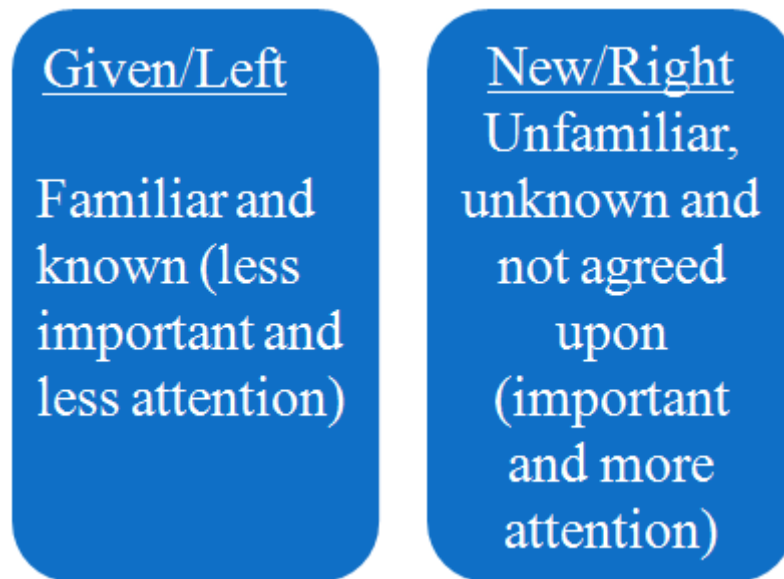 Given/Left
Familiar and
known (less
important and
less attention)
New/Right
Unfamiliar,
unknown and
not agreed
upon
(important
and more
attention)